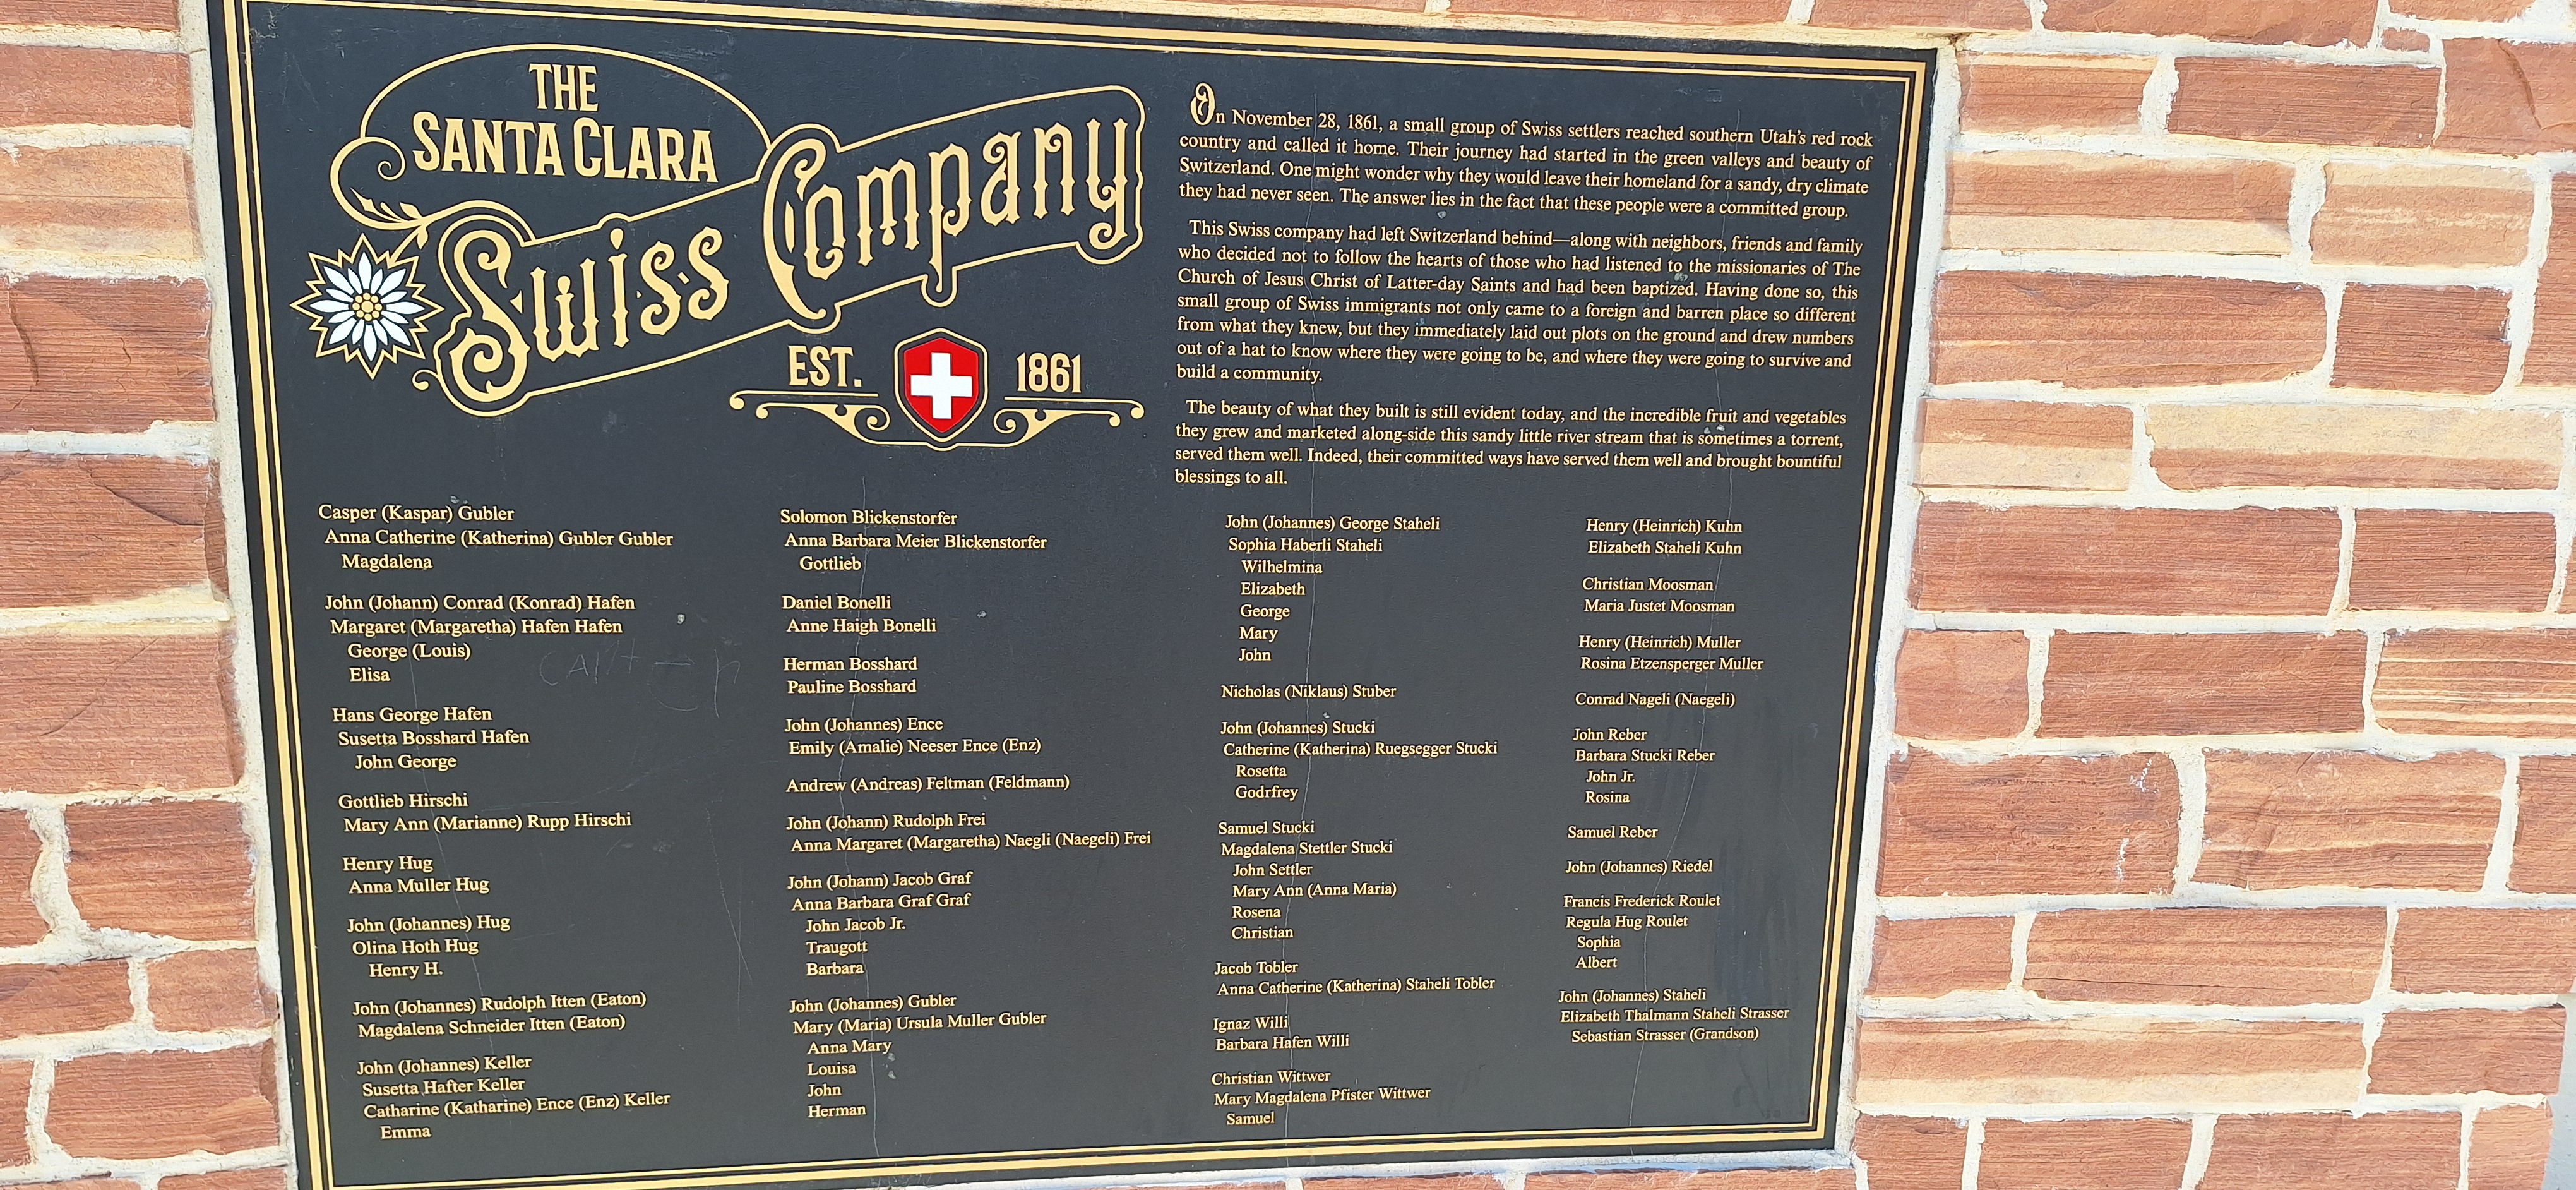 THE
SANTA CLARA
Swiss Company
EST. 1861
On November 28, 1861, a small group of Swiss settlers reached southern Utah's red rock
country and called it home. Their journey had started in the green valleys and beauty of
Switzerland. One might wonder why they would leave their homeland for a sandy, dry climate
they had never seen. The answer lies in the fact that these people were a committed group.
This Swiss company had left Switzerland behind—along with neighbors, friends and family
who decided not to follow the hearts of those who had listened to the missionaries of The
Church of Jesus Christ of Latter-day Saints and had been baptized. Having done so, this
small group of Swiss immigrants not only came to a foreign and barren place so different
from what they knew, but they immediately laid out plots on the ground and drew numbers
out of a hat to know where they were going to be, and where they were going to survive and
build a community.
The beauty of what they built is still evident today, and the incredible fruit and vegetables
they grew and marketed along-side this sandy little river stream that is sometimes a torrent,
served them well. Indeed, their committed ways have served them well and brought bountiful
blessings to all.
Casper (Kaspar) Gubler
Anna Catherine (Katherina) Gubler Gubler
Magdalena
John (Johann) Conrad (Konrad) Hafen
Margaret (Margaretha) Hafen Hafen
George (Louis)
Elisa
Hans George Hafen
Susetta Bosshard Hafen
John George
Gottlieb Hirschi
Mary Ann (Marianne) Rupp Hirschi
Henry Hug
Anna Muller Hug
John (Johannes) Hug
Olina Hoth Hug
Henry H.
John (Johannes) Rudolph Itten (Eaton)
Magdalena Schneider Itten (Eaton)
John (Johannes) Keller
Susetta Hafter Keller
Catharine (Katharine) Ence (Enz) Keller
Emma
Solomon Blickenstorfer
Anna Barbara Meier Blickenstorfer
Gottlieb
Daniel Bonelli
Anne Haigh Bonelli
Herman Bosshard
Pauline Bosshard
John (Johannes) Ence
Emily (Amalie) Neeser Ence (Enz)
Andrew (Andreas) Feltman (Feldmann)
John (Johann) Rudolph Frei
Anna Margaret (Margaretha) Naegli (Naegeli) Frei
John (Johann) Jacob Graf
Anna Barbara Graf Graf
John Jacob Jr.
Traugott
Barbara
John (Johannes) Gubler
Mary (Maria) Ursula Muller Gubler
Anna Mary
Louisa
John
Herman
John (Johannes) George Staheli
Sophia Haberli Staheli
Wilhelmina
Elizabeth
George
Mary
John
Nicholas (Niklaus) Stuber
John (Johannes) Stucki
Catherine (Katherina) Ruegsegger Stucki
Rosetta
Godrfrey
Samuel Stucki
Magdalena Stettler Stucki
John Settler
Mary Ann (Anna Maria)
Rosena
Christian
Jacob Tobler
Anna Catherine (Katherina) Staheli Tobler
Ignaz Willi
Barbara Hafen Willi
Christian Wittwer
Mary Magdalena Pfister Wittwer
Samuel
Henry (Heinrich) Kuhn
Elizabeth Staheli Kuhn
Christian Moosman
Maria Justet Moosman
Henry (Heinrich) Muller
Rosina Etzensperger Muller
Conrad Nageli (Naegeli)
John Reber
Barbara Stucki Reber
John Jr.
Rosina
Samuel Reber
John (Johannes) Riedel
Francis Frederick Roulet
Regula Hug Roulet
Sophia
Albert
John (Johannes) Staheli
Elizabeth Thalmann Staheli Strasser
Sebastian Strasser (Grandson)